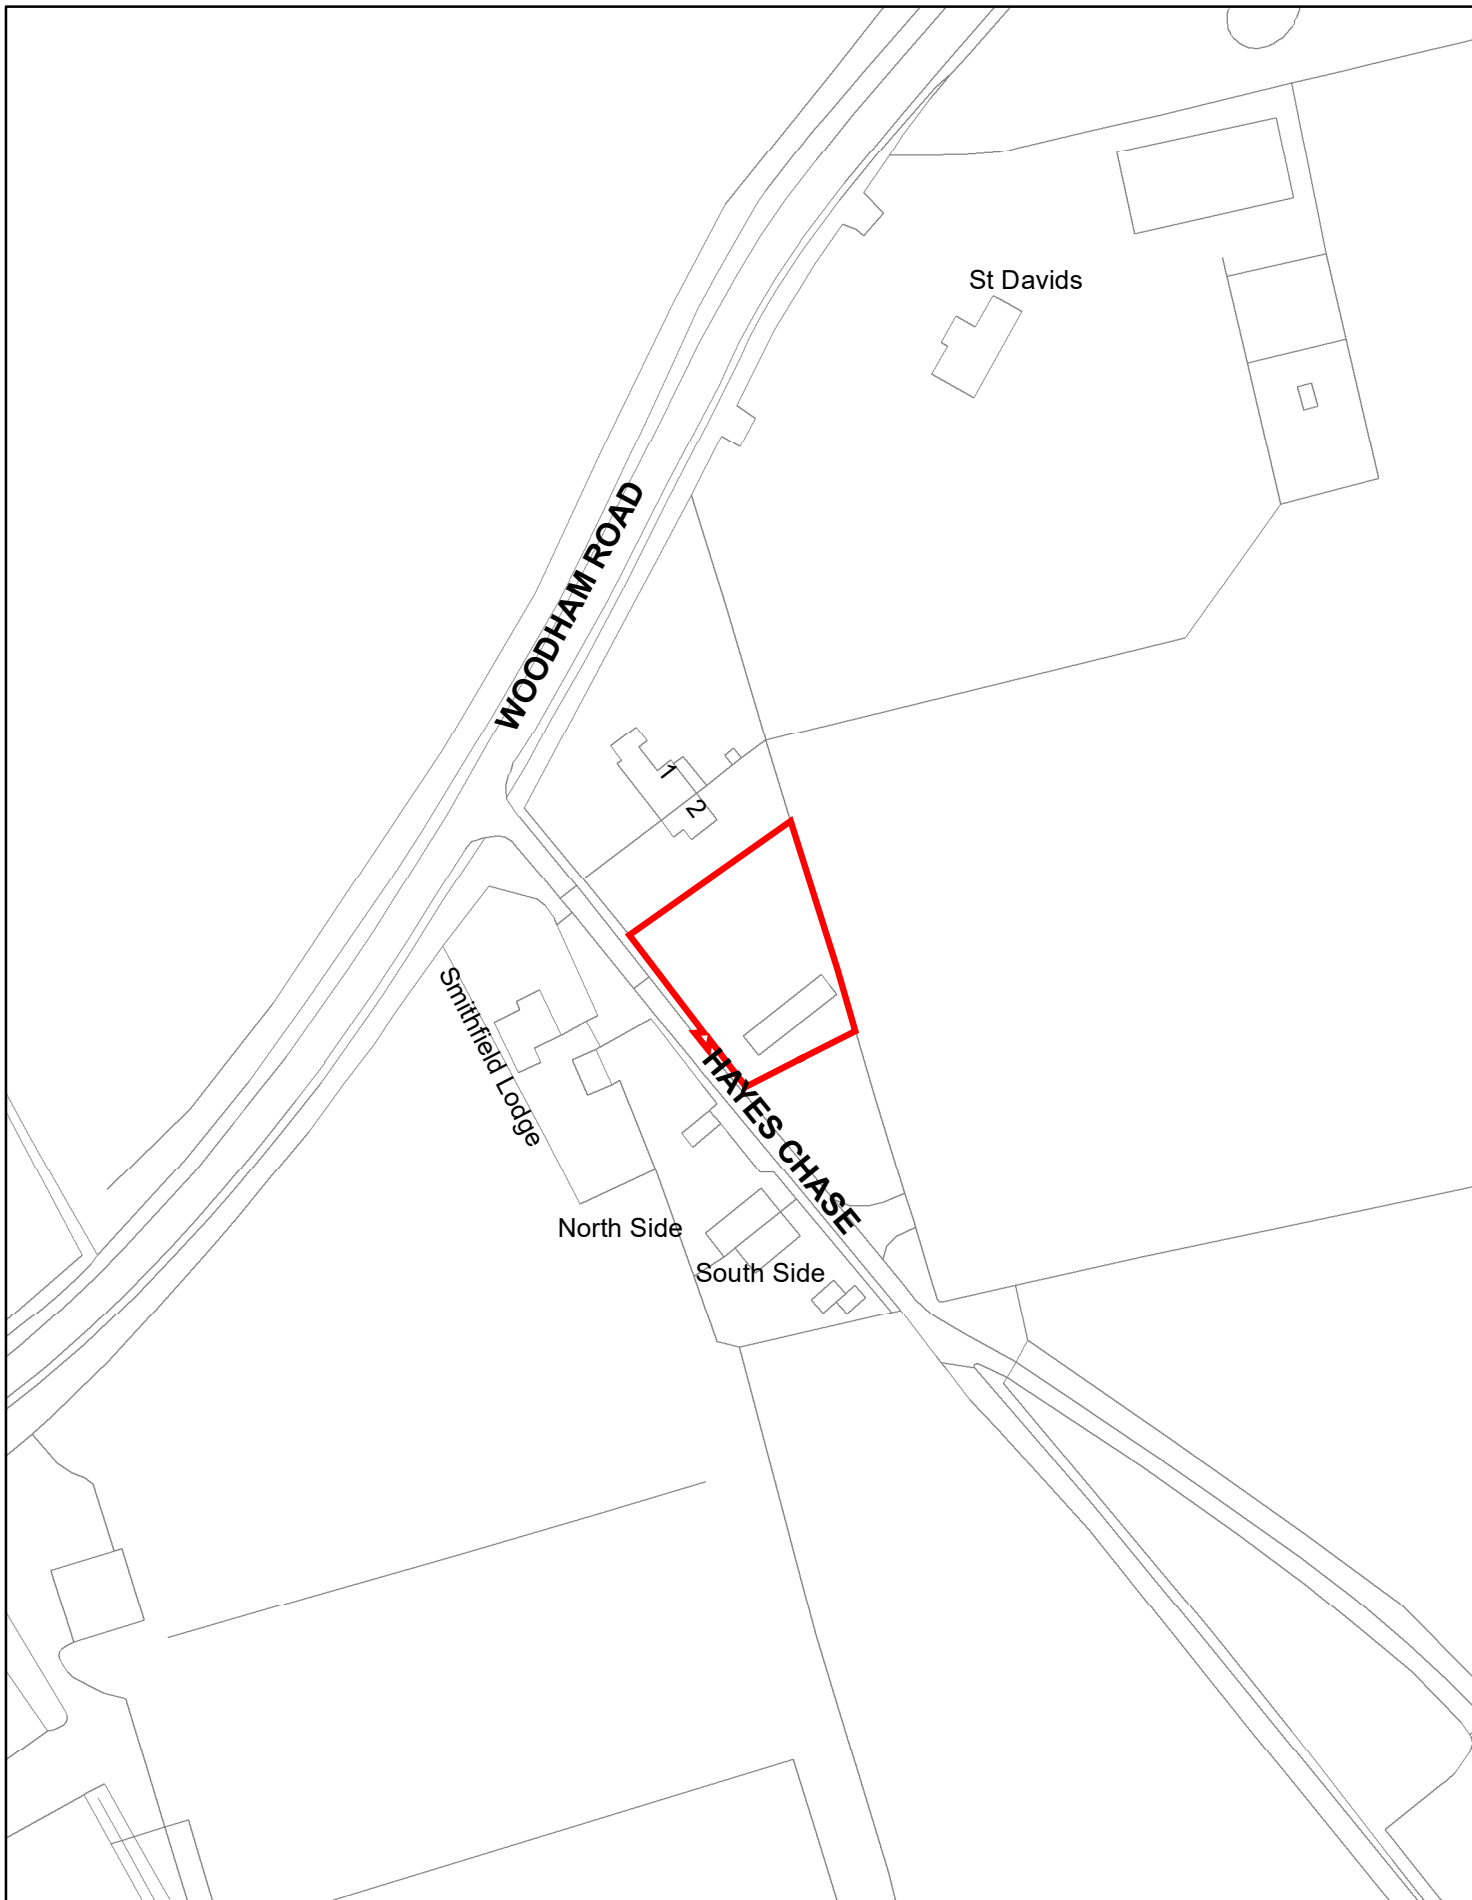 St Davids
WOODHAM ROAD
1
2
Smithfield Lodge
HAYES CHASE
North Side
South Side